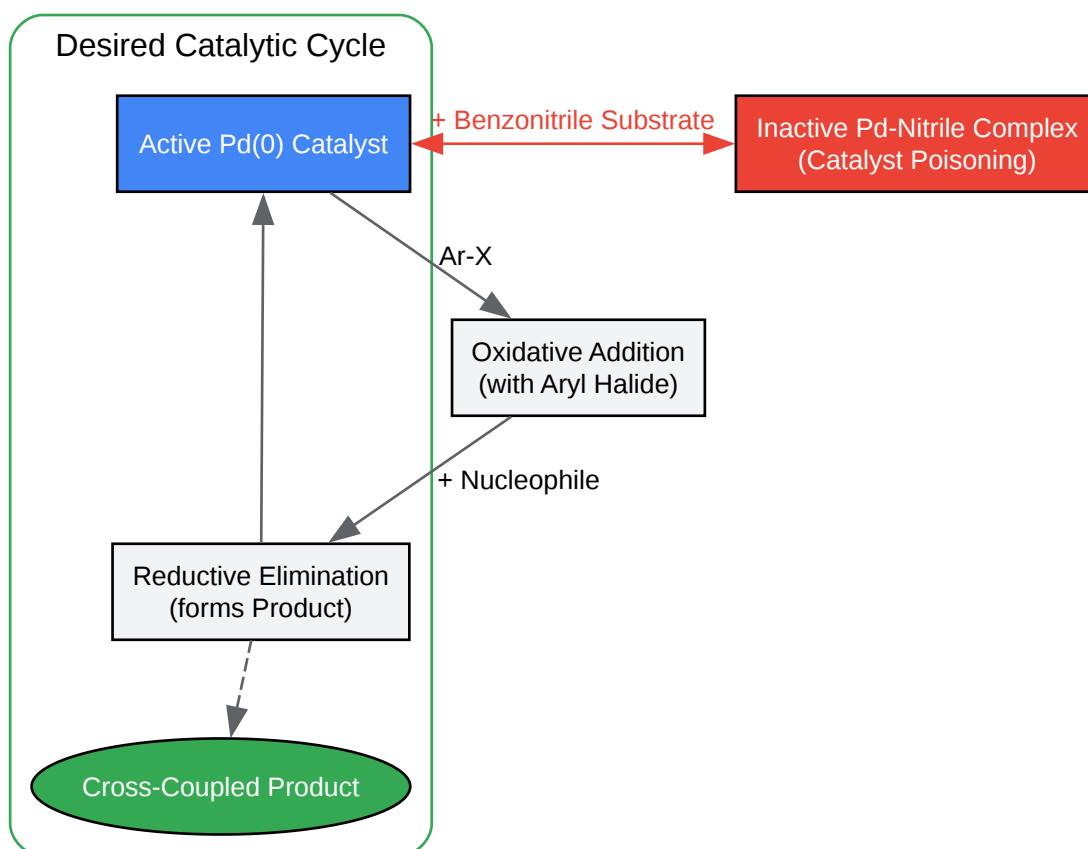 Desired Catalytic Cycle
Active Pd(0) Catalyst
+ Benzonitrile Substrate
Inactive Pd-Nitrile Complex
(Catalyst Poisoning)
Ar-X
Oxidative Addition
(with Aryl Halide)
+ Nucleophile
Reductive Elimination
(forms Product)
Cross-Coupled Product